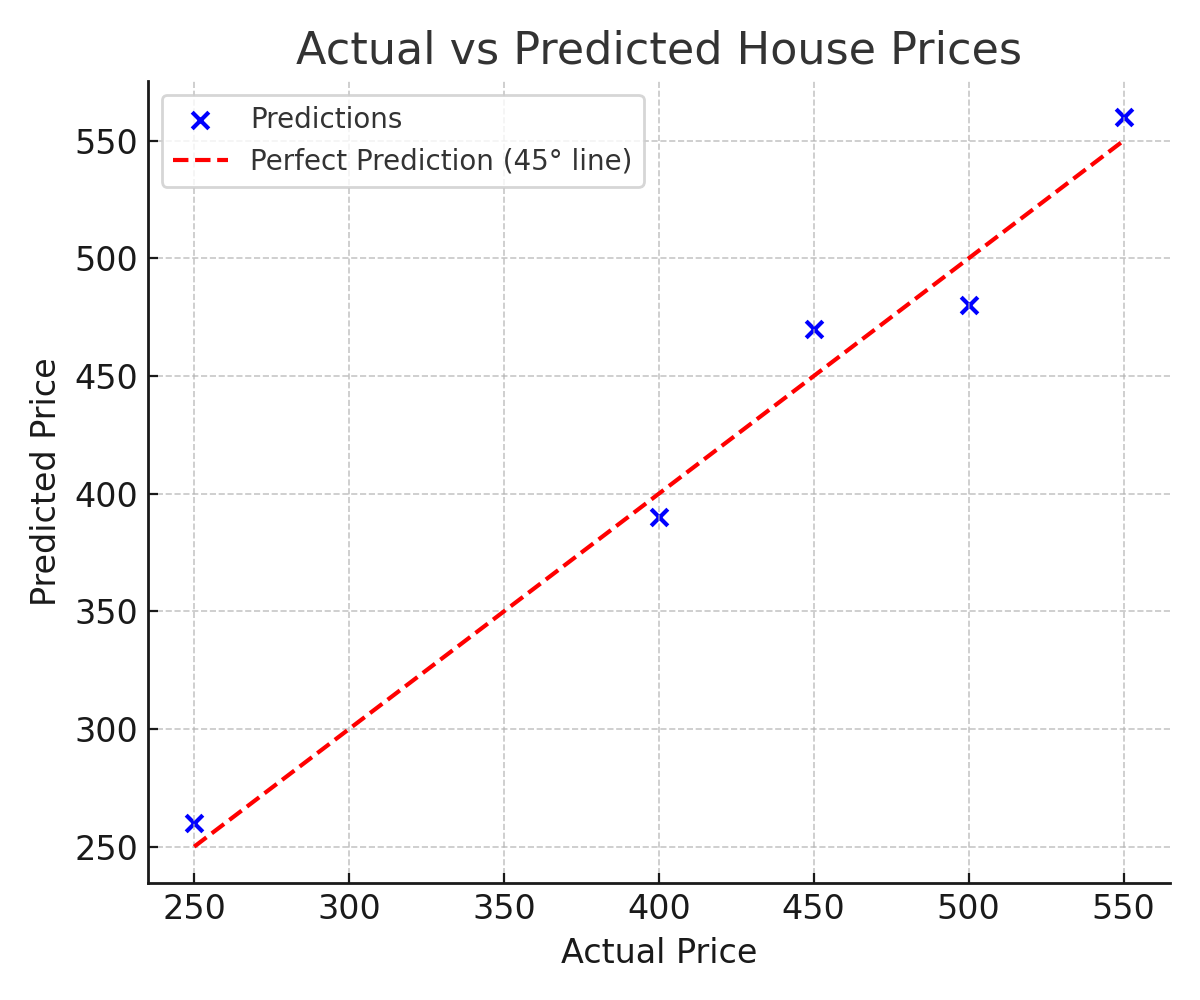 Actual vs Predicted House Prices
Predictions
Perfect Prediction (45° line)
Predicted Price
550
500
450
400
350
300
250
250 300 350 400 450 500 550
Actual Price